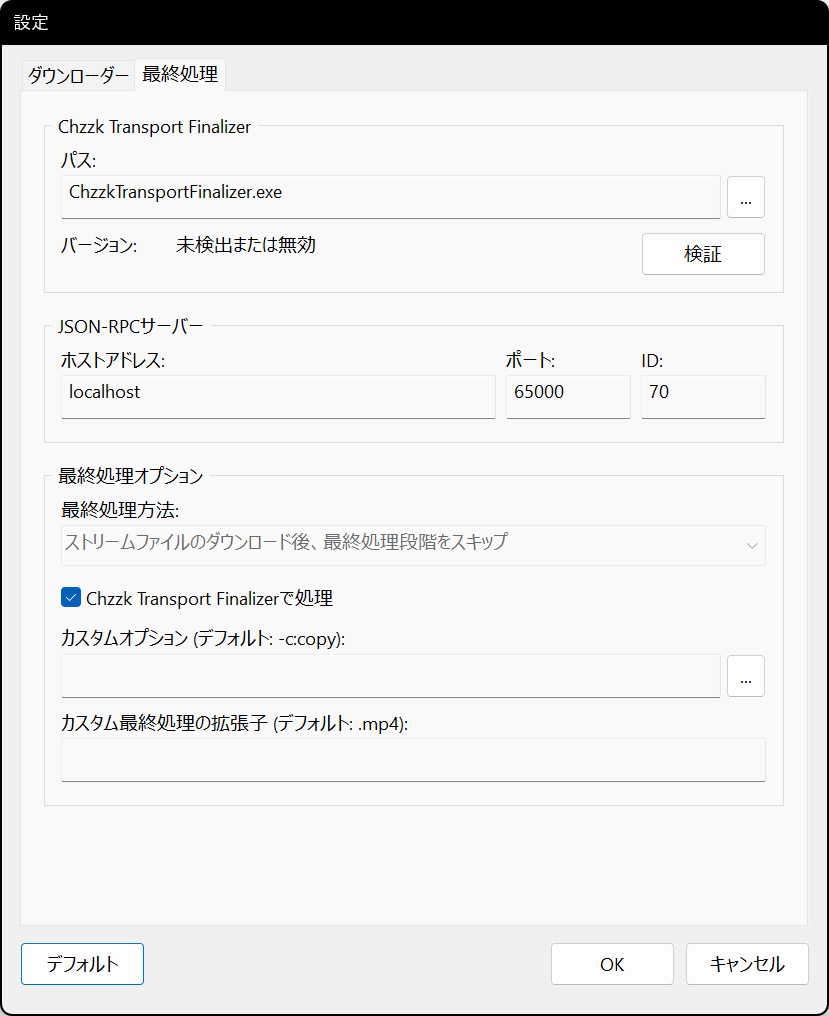 設定
ダウンローダー 最終処理
Chzzk Transport Finalizer
パス:
ChzzkTransportFinalizer.exe ...
バージョン: 未検出または無効 検証
JSON-RPCサーバー
ホストアドレス: ポート: ID:
localhost 65000 70
最終処理オプション
最終処理方法:
ストリームファイルのダウンロード後、最終処理段階をスキップ
Chzzk Transport Finalizerで処理
カスタムオプション (デフォルト: -c:copy):
...
カスタム最終処理の拡張子 (デフォルト: .mp4):
デフォルト OK キャンセル